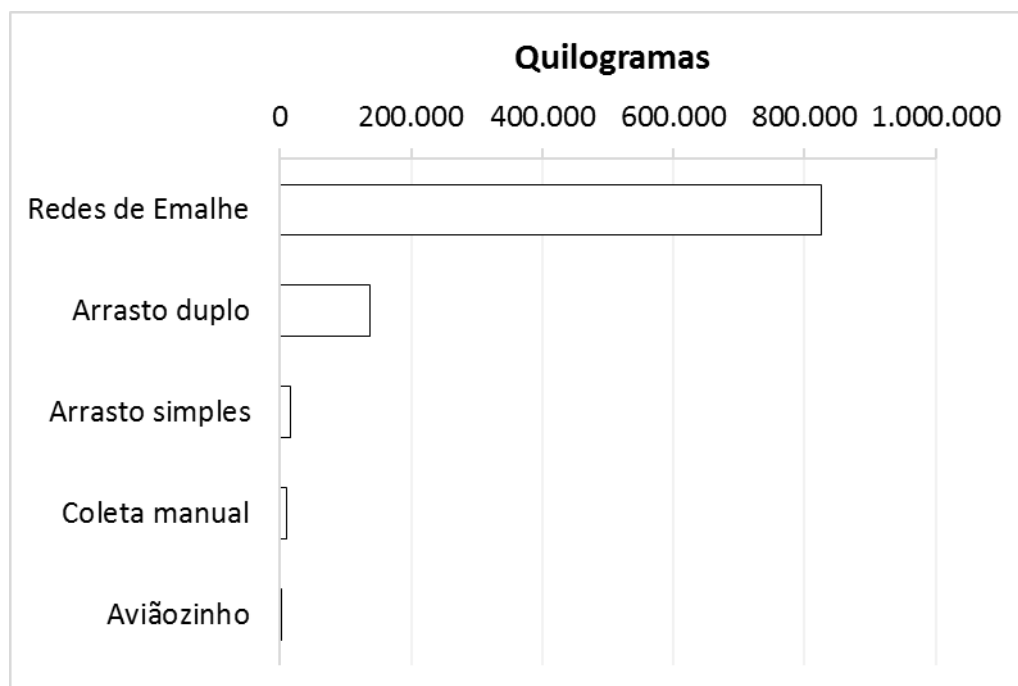 Quilogramas
0 200.000 400.000 600.000 800.000 1.000.000
Redes de Emalhe
Arrasto duplo
Arrasto simples
Coleta manual
Aviãozinho